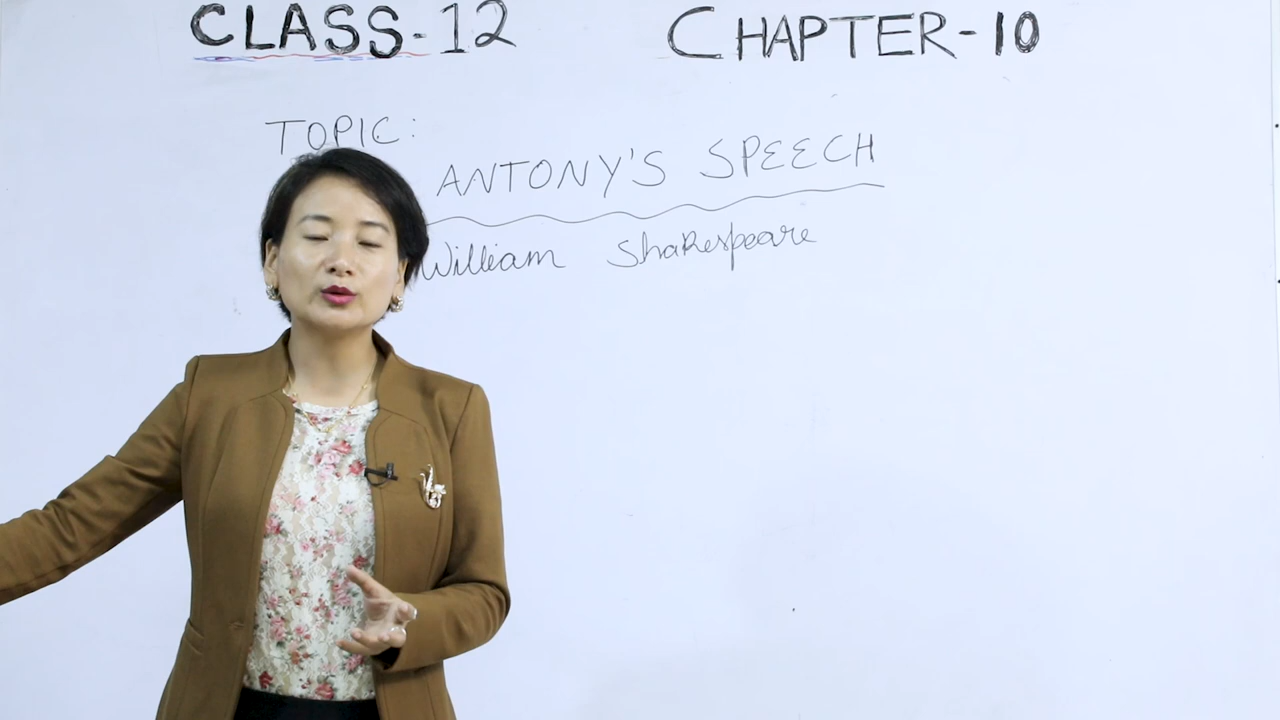 CLASS-12 CHAPTER-10
TOPIC:
ANTONY'S SPEECH
William Shakespeare